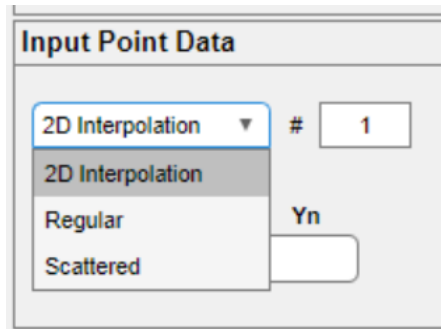 Input Point Data
2D Interpolation ▼ # 1
2D Interpolation
Regular Yn
Scattered